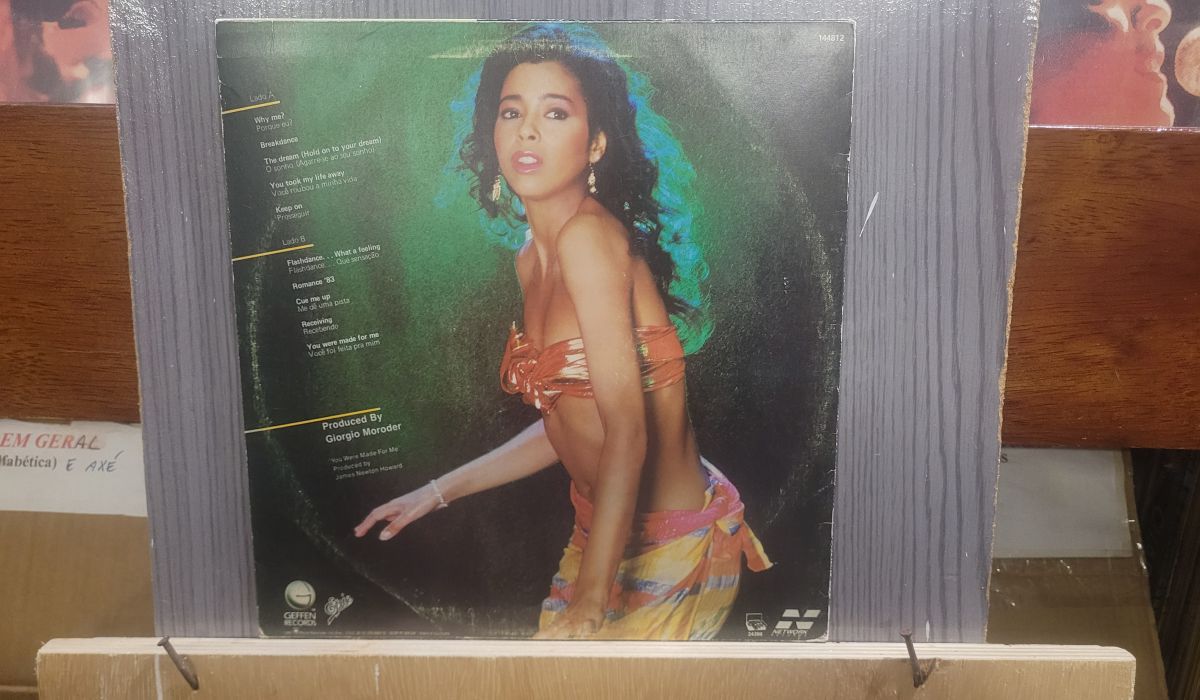 144812
Lado A
Why me?
Porque eu?
Breakdance
The dream (Hold on to your dream)
O sonho (Agarre-se ao seu sonho)
You took my life away
Você roubou a minha vida
Keep on
Prosseguir
Lado B
Flashdance. . . What a feeling
Flashdance. . . Que sensação
Romance '83
Cue me up
Me dê uma pista
Receiving
Recebendo
You were made for me
Você foi feita pra mim
Produced By
Giorgio Moroder
"You Were Made For Me"
Produced by
James Newton Howard
GEFFEN
RECORDS
Epic
NETWORK
EM GERAL
fabética) E AXÉ